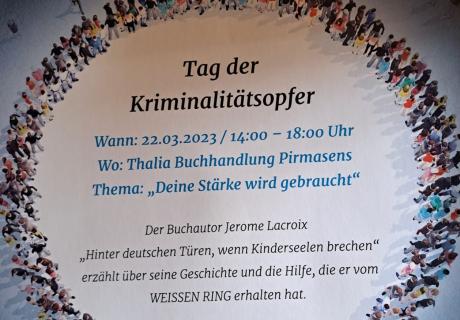 Tag der
Kriminalitätsopfer
Wann: 22.03.2023 / 14:00 – 18:00 Uhr
Wo: Thalia Buchhandlung Pirmasens
Thema: „Deine Stärke wird gebraucht“
Der Buchautor Jerome Lacroix
„Hinter deutschen Türen, wenn Kinderseelen brechen“
erzählt über seine Geschichte und die Hilfe, die er vom
WEISSEN RING erhalten hat.